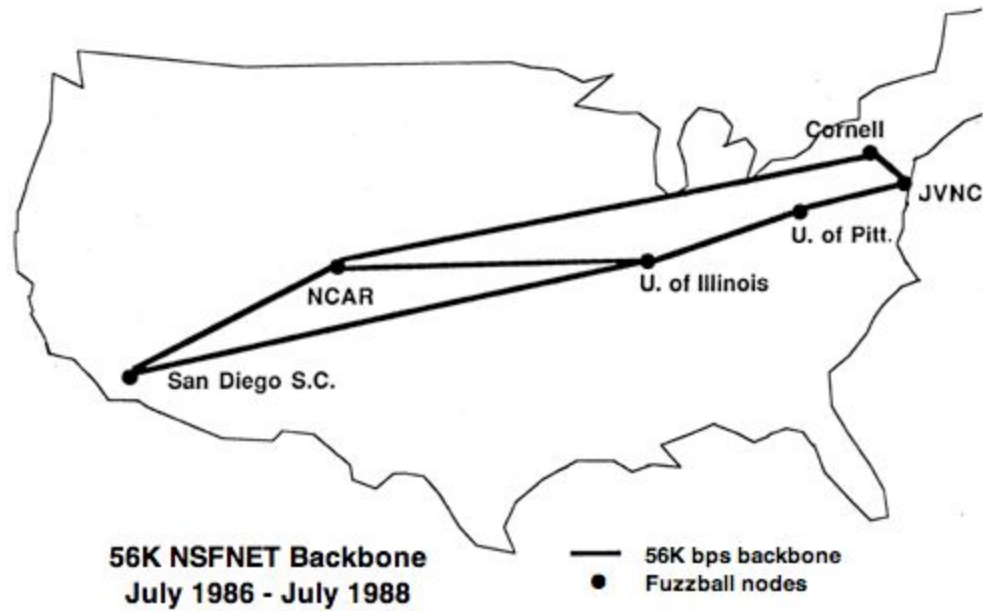 Cornell
JVNC
U. of Pitt.
U. of Illinois
NCAR
San Diego S.C.
56K NSFNET Backbone
July 1986 - July 1988
56K bps backbone
Fuzzball nodes